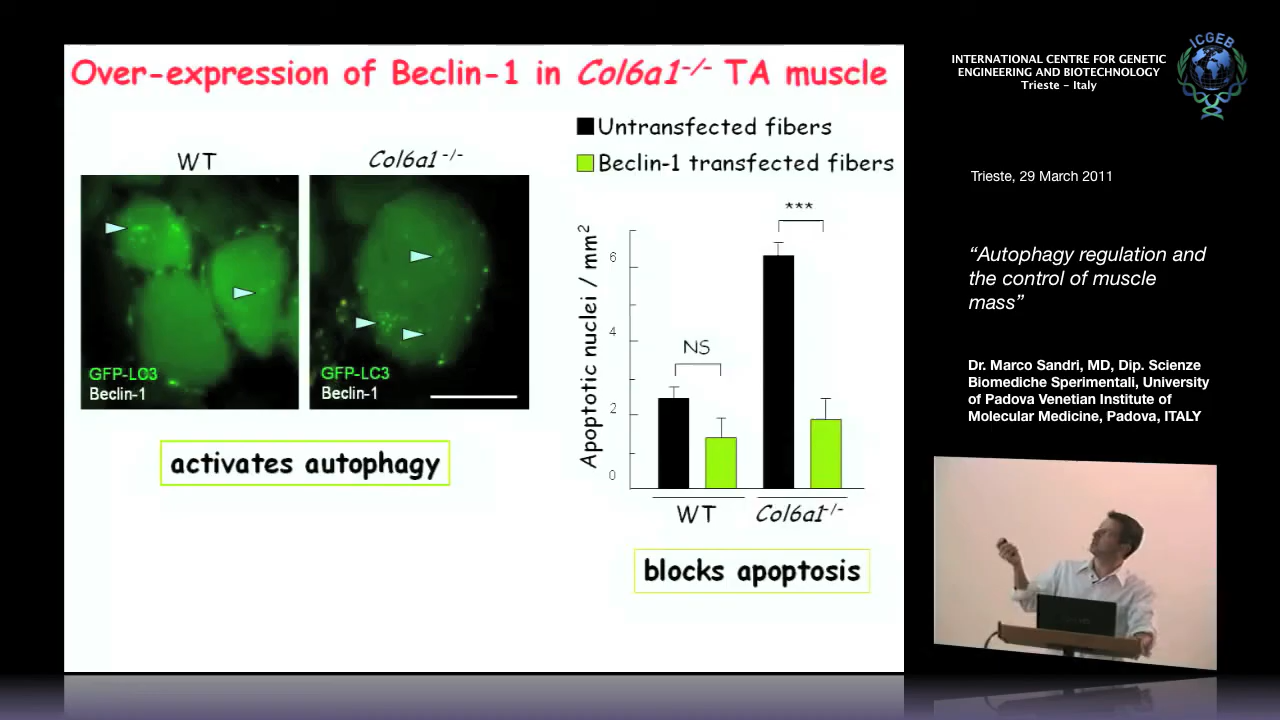 Over-expression of Beclin-1 in Col6a1-/- TA muscle
WT
Col6a1-/-
GFP-LC3
Beclin-1
GFP-LC3
Beclin-1
activates autophagy
Untransfected fibers
Beclin-1 transfected fibers
Apoptotic nuclei / mm2
6
4
2
0
NS
***
WT
Col6a1-/-
blocks apoptosis
INTERNATIONAL CENTRE FOR GENETIC
ENGINEERING AND BIOTECHNOLOGY
Trieste - Italy
ICGEB
Trieste, 29 March 2011
“Autophagy regulation and
the control of muscle
mass”
Dr. Marco Sandri, MD, Dip. Scienze
Biomediche Sperimentali, University
of Padova Venetian Institute of
Molecular Medicine, Padova, ITALY